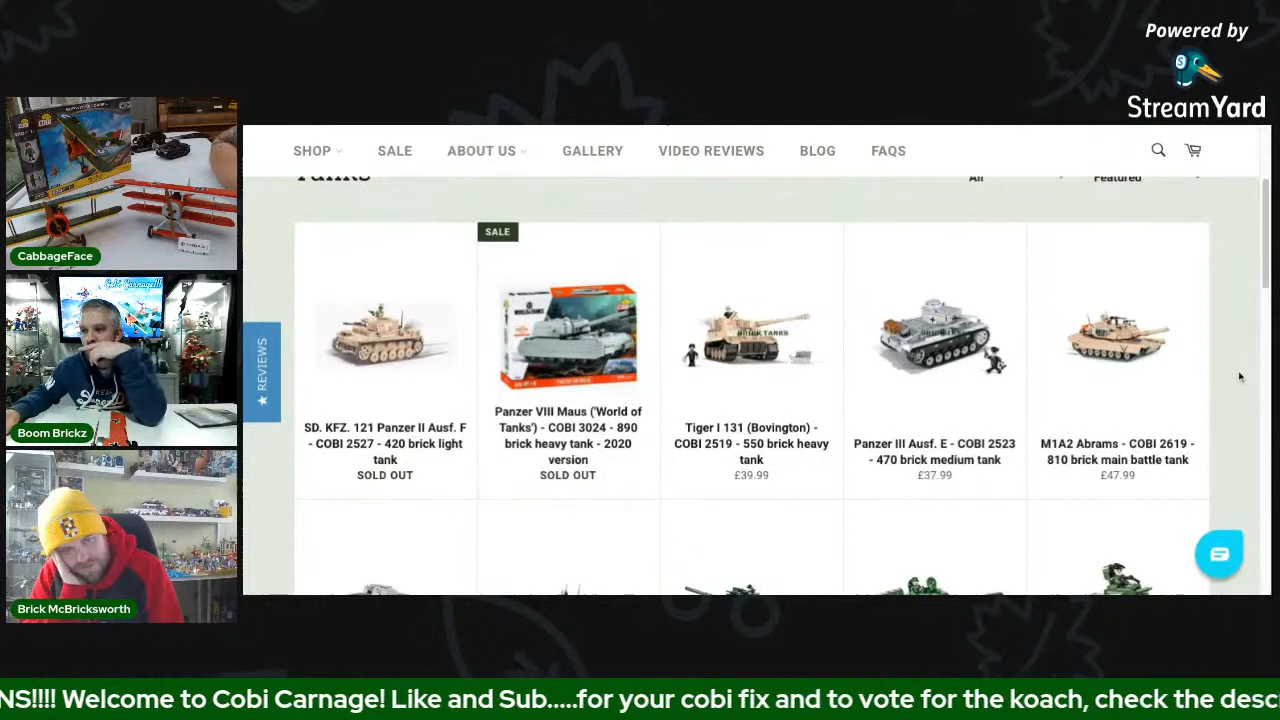 Powered by
StreamYard
SHOP
SALE
ABOUT US
GALLERY
VIDEO REVIEWS
BLOG
FAQS
Tanks
All
Featured
SALE
★ REVIEWS
SD. KFZ. 121 Panzer II Ausf. F
- COBI 2527 - 420 brick light
tank
SOLD OUT
Panzer VIII Maus ('World of
Tanks') - COBI 3024 - 890
brick heavy tank - 2020
version
SOLD OUT
Tiger I 131 (Bovington) -
COBI 2519 - 550 brick heavy
tank
£39.99
Panzer III Ausf. E - COBI 2523
- 470 brick medium tank
£37.99
M1A2 Abrams - COBI 2619 -
810 brick main battle tank
£47.99
CabbageFace
Cobi Carnage!!!
Boom Brickz
Brick McBricksworth
NS!!!! Welcome to Cobi Carnage! Like and Sub.....for your cobi fix and to vote for the koach, check the desc